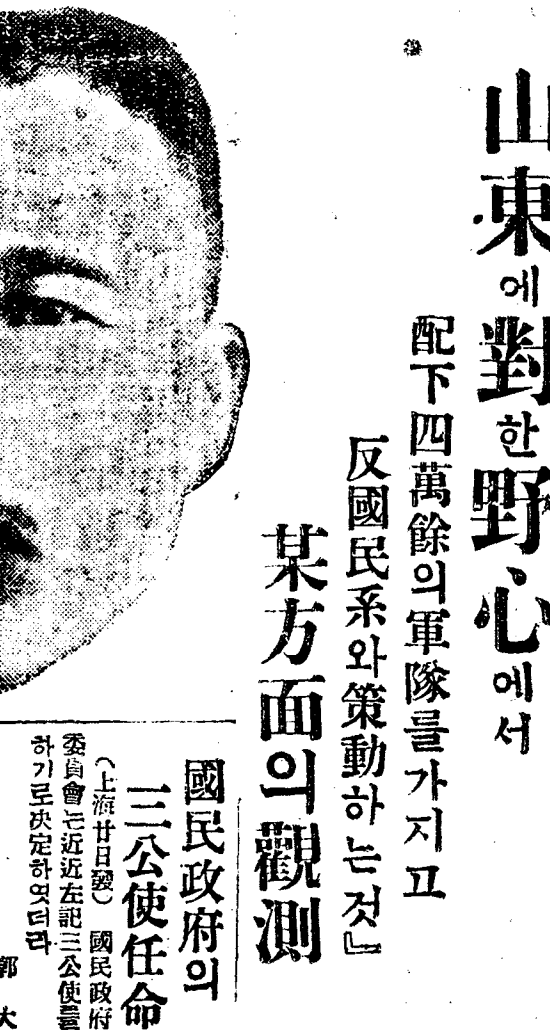 山東에對한野心에서
配下四萬餘의軍隊를가지고
反國民系와策動하는것』
某方面의觀測
國民政府의
三公使任命
(上海廿日發) 國民政府
委員會는近近左記三公使를
하기로決定하엿더라
郭 大